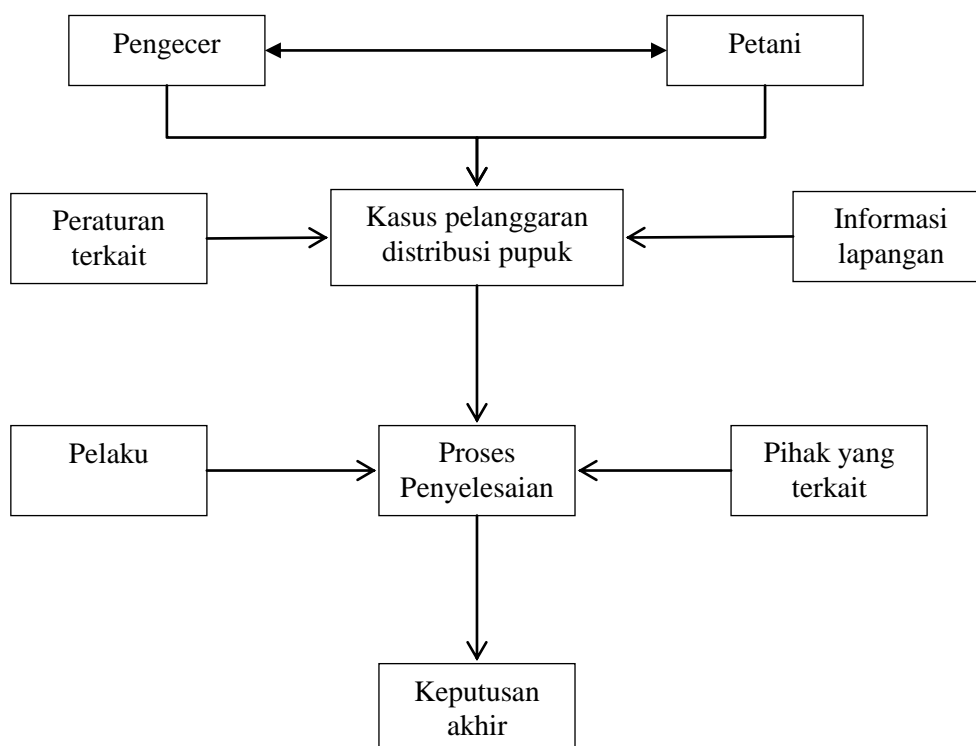 Pengecer
Petani
Peraturan
terkait
Kasus pelanggaran
distribusi pupuk
Informasi
lapangan
Pelaku
Proses
Penyelesaian
Pihak yang
terkait
Keputusan
akhir